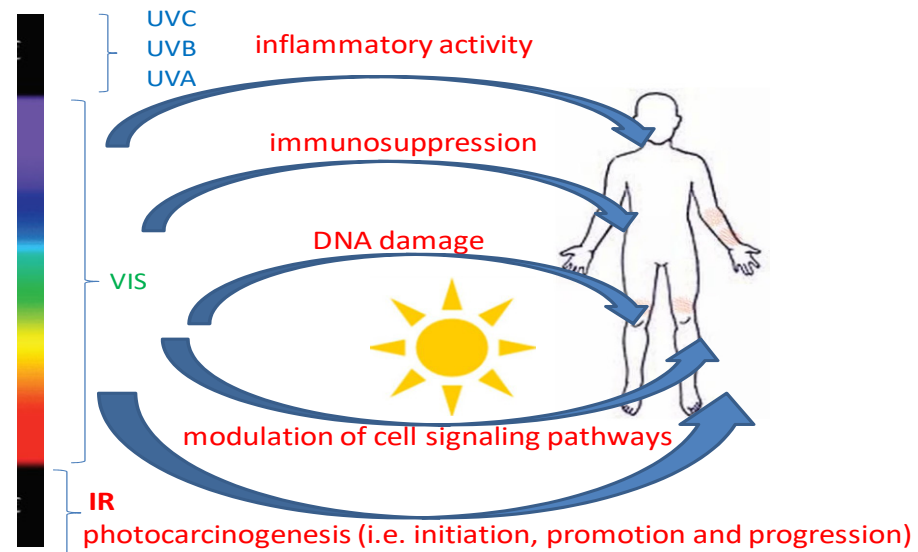 UVC
UVB
UVA
inflammatory activity
immunosuppression
DNA damage
VIS
modulation of cell signaling pathways
IR
photocarcinogenesis (i.e. initiation, promotion and progression)